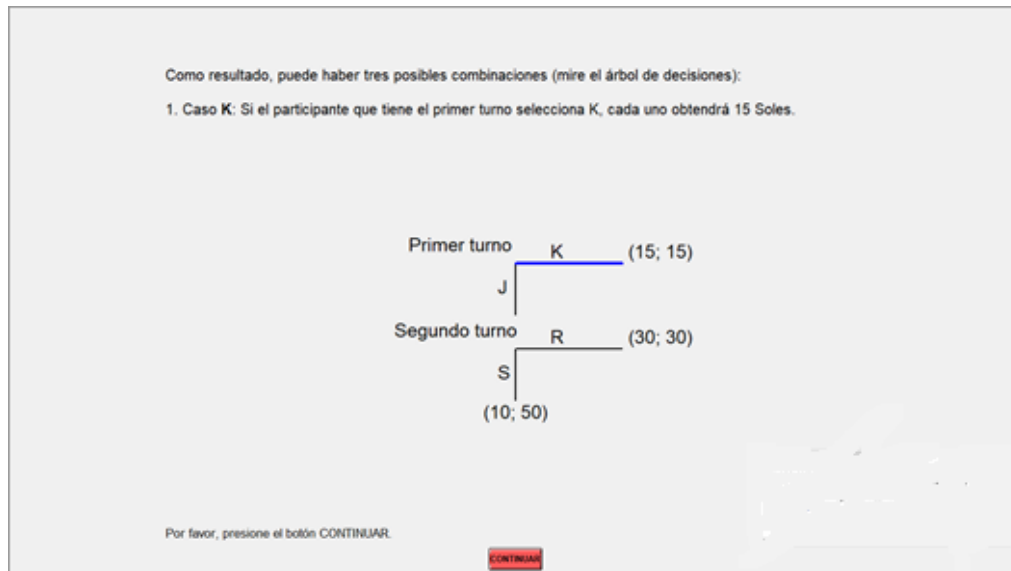 Como resultado, puede haber tres posibles combinaciones (mire el árbol de decisiones):
1. Caso K: Si el participante que tiene el primer turno selecciona K, cada uno obtendrá 15 Soles.
Primer turno K (15; 15)
J
Segundo turno R (30; 30)
S
(10; 50)
Por favor, presione el botón CONTINUAR.
CONTINUAR